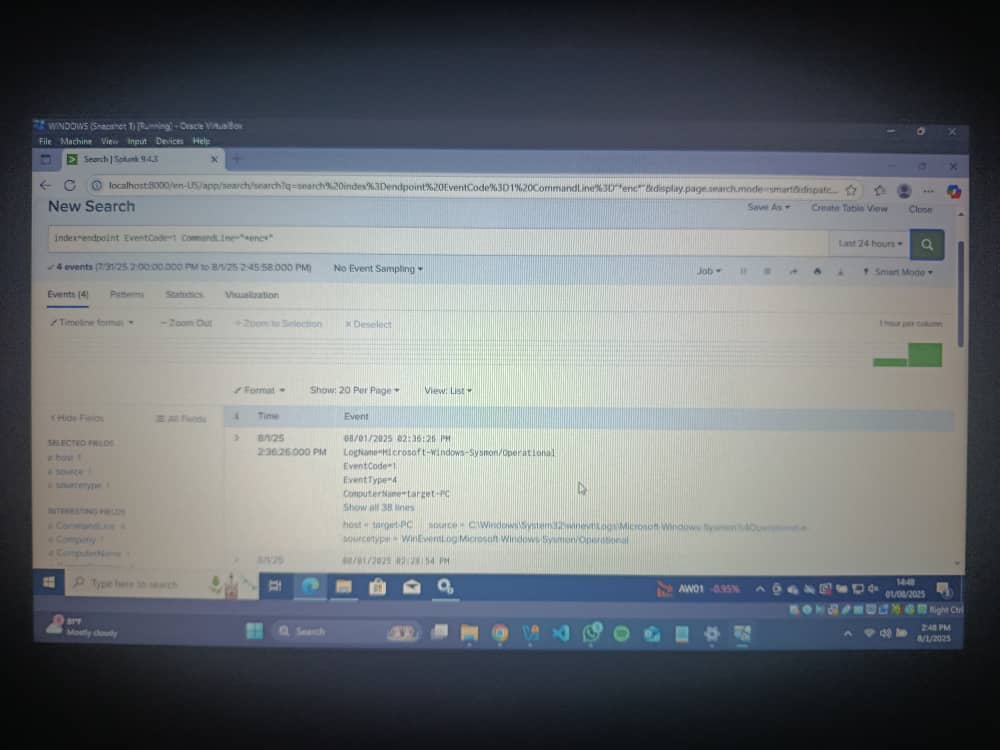 WINDOWS (Snapshot 1) [Running] - Oracle VirtualBox
File Machine View Input Devices Help
Search | Splunk 9.4.3
localhost:8000/en-US/app/search/search?q=search%20index%3Dendpoint%20EventCode%3D1%20CommandLine%3D"*enc*"&display.page.search.mode=smart&dispatc...
New Search
Save As Create Table View Close
index=endpoint EventCode=1 CommandLine="*enc*"
Last 24 hours
4 events (7/31/25 2:00:00.000 PM to 8/1/25 2:45:58.000 PM) No Event Sampling
Job Smart Mode
Events (4) Patterns Statistics Visualization
Timeline format − Zoom Out + Zoom to Selection × Deselect
1 hour per column
Format Show: 20 Per Page View: List
< Hide Fields All Fields
i Time Event
SELECTED FIELDS
a host 1
a source 1
a sourcetype 1
INTERESTING FIELDS
a CommandLine 4
a Company 1
a ComputerName 1
> 8/1/25
2:36:26.000 PM
08/01/2025 02:36:26 PM
LogName=Microsoft-Windows-Sysmon/Operational
EventCode=1
EventType=4
ComputerName=target-PC
Show all 38 lines
host = target-PC source = C:\Windows\System32\winevt\Logs\Microsoft-Windows-Sysmon%4Operational.e
sourcetype = WinEventLog:Microsoft-Windows-Sysmon/Operational
> 8/1/25 08/01/2025 02:28:54 PM
Type here to search
AW01 -0.95%
14:48
01/08/2025
Right Ctrl
81°F
Mostly cloudy
Search
2:48 PM
8/1/2025